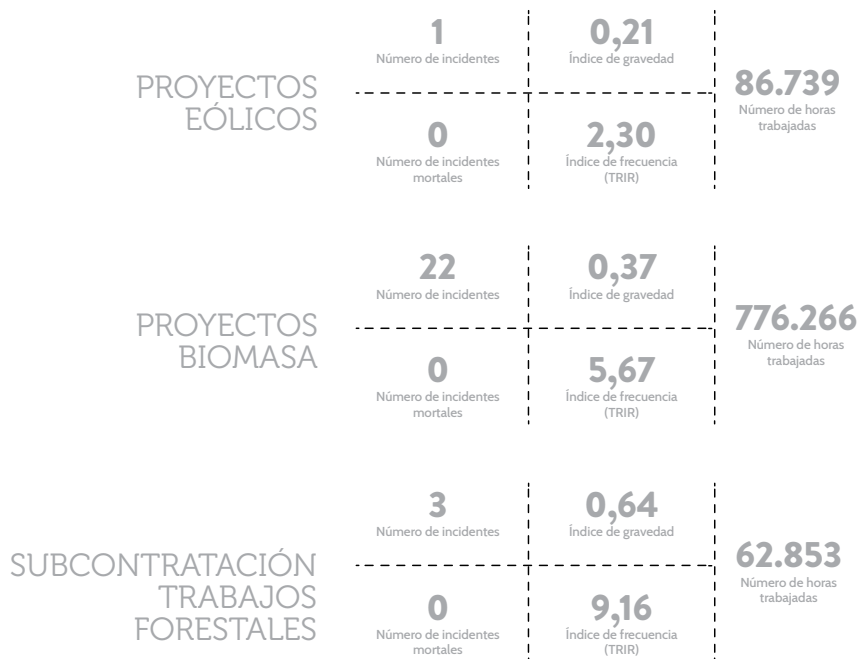 PROYECTOS
EÓLICOS
1
Número de incidentes
0,21
Índice de gravedad
0
Número de incidentes
mortales
2,30
Índice de frecuencia
(TRIR)
86.739
Número de horas
trabajadas
PROYECTOS
BIOMASA
22
Número de incidentes
0,37
Índice de gravedad
0
Número de incidentes
mortales
5,67
Índice de frecuencia
(TRIR)
776.266
Número de horas
trabajadas
SUBCONTRATACIÓN
TRABAJOS
FORESTALES
3
Número de incidentes
0,64
Índice de gravedad
0
Número de incidentes
mortales
9,16
Índice de frecuencia
(TRIR)
62.853
Número de horas
trabajadas